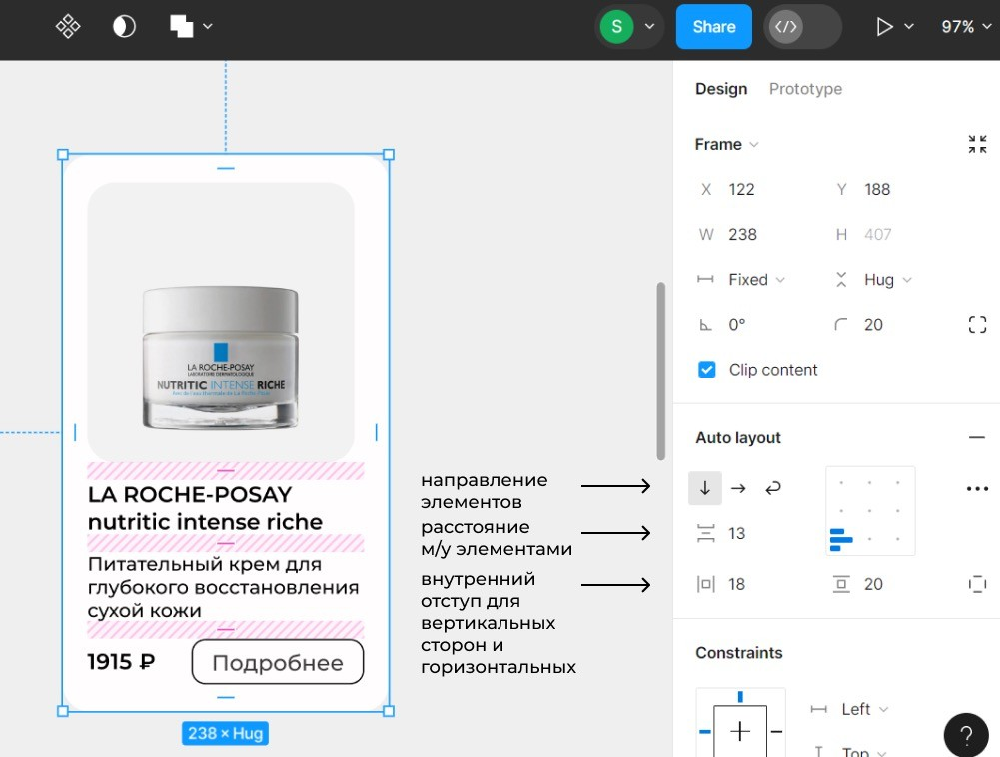 S
Share
</>
97%
Design
Prototype
Frame
X 122
Y 188
W 238
H 407
Fixed
Hug
0°
20
Clip content
Auto layout
13
18
20
Constraints
Left
Top
?
LA ROCHE-POSAY
LABORATOIRE DERMATOLOGIQUE
NUTRITIC INTENSE RICHE
LA ROCHE-POSAY
nutritic intense riche
Питательный крем для
глубокого восстановления
сухой кожи
1915 ₽
Подробнее
238 × Hug
направление
элементов
расстояние
м/у элементами
внутренний
отступ для
вертикальных
сторон и
горизонтальных